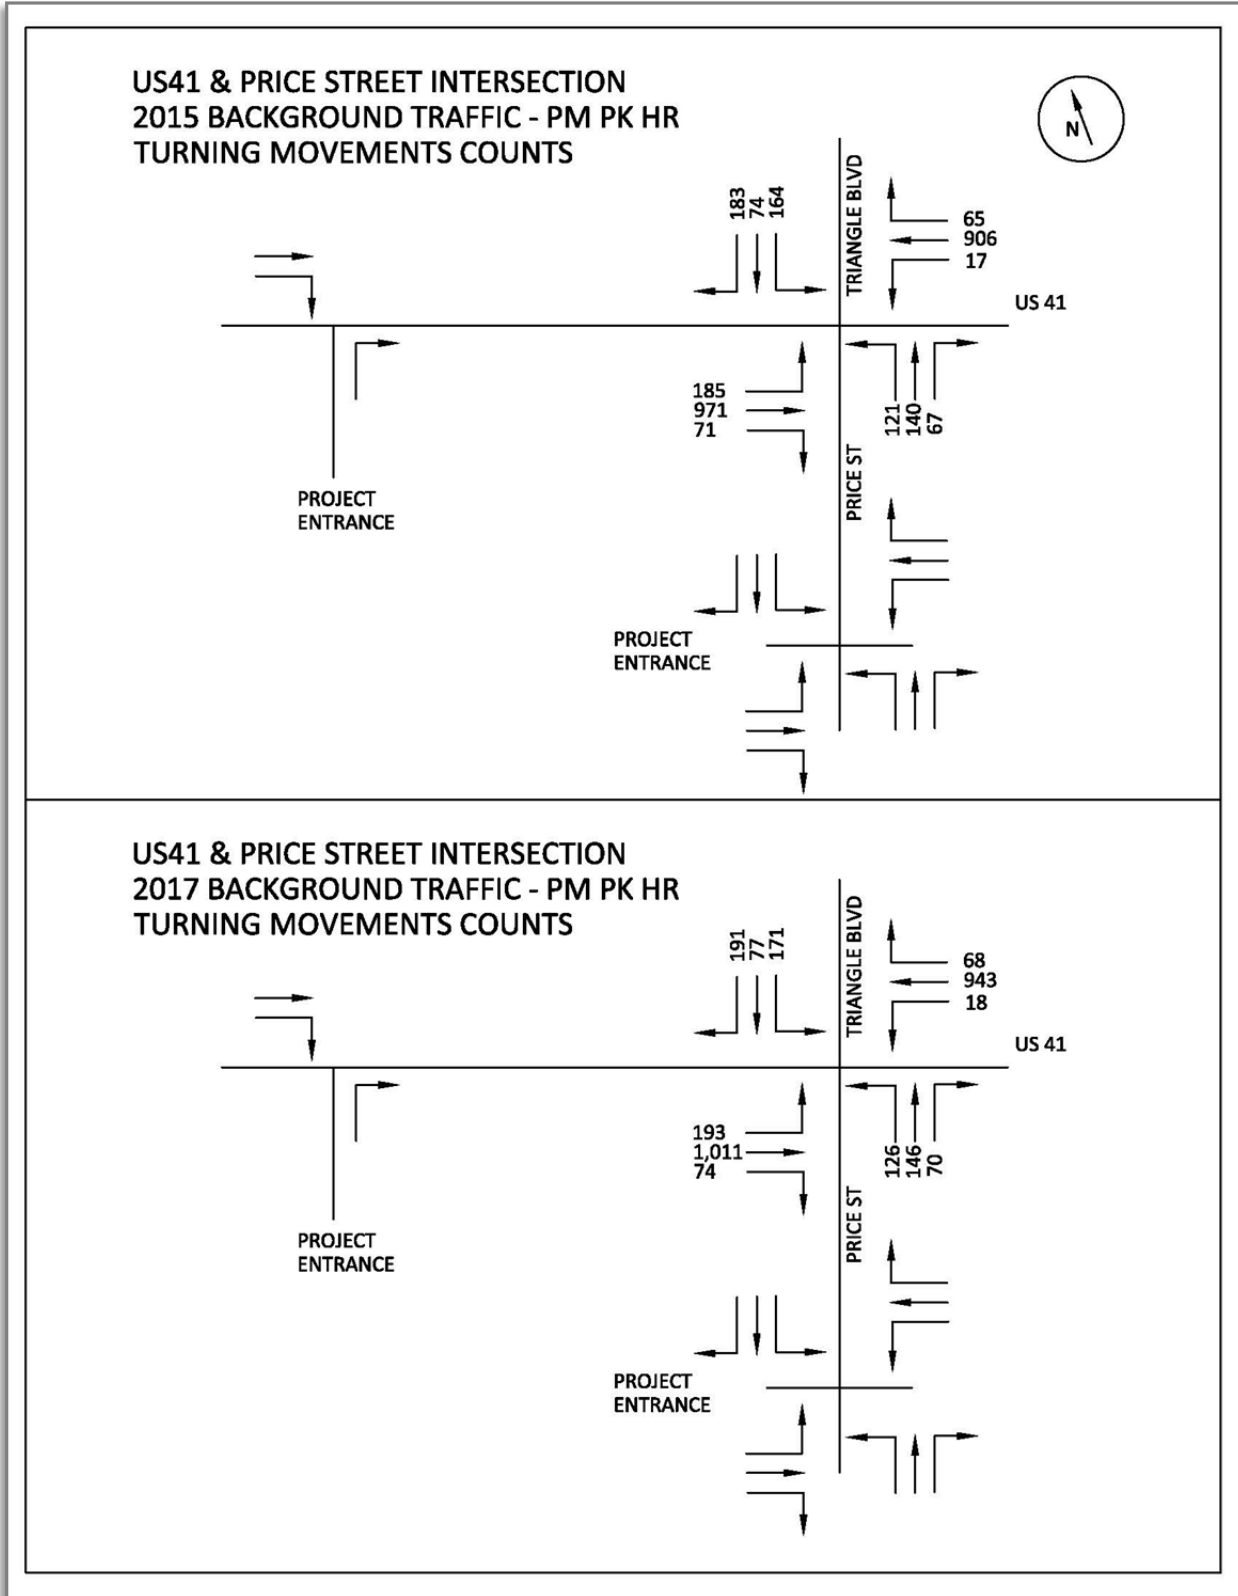 US41 & PRICE STREET INTERSECTION
2015 BACKGROUND TRAFFIC - PM PK HR
TURNING MOVEMENTS COUNTS
N
183
74
164
TRIANGLE BLVD
65
906
17
US 41
185
971
71
121
140
67
PRICE ST
PROJECT
ENTRANCE
PROJECT
ENTRANCE
US41 & PRICE STREET INTERSECTION
2017 BACKGROUND TRAFFIC - PM PK HR
TURNING MOVEMENTS COUNTS
191
77
171
TRIANGLE BLVD
68
943
18
US 41
193
1,011
74
126
146
70
PRICE ST
PROJECT
ENTRANCE
PROJECT
ENTRANCE